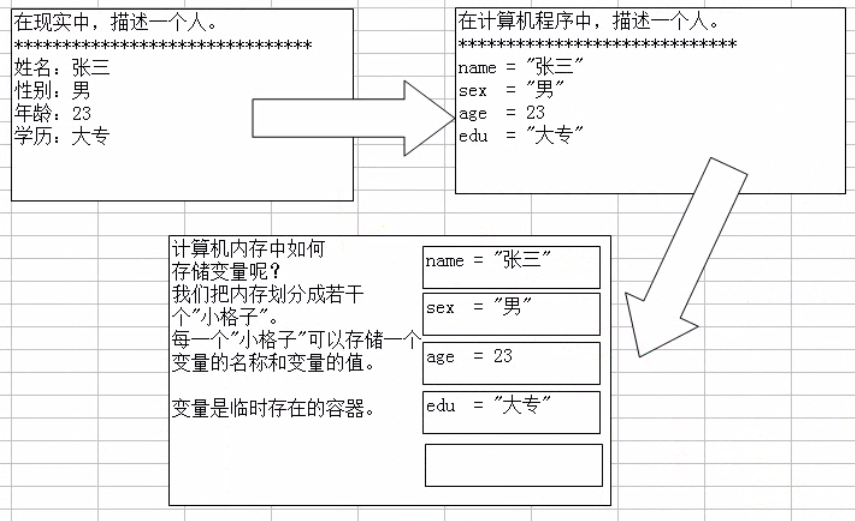 在现实中，描述一个人。
*******************************
姓名：张三
性别：男
年龄：23
学历：大专
在计算机程序中，描述一个人。
*****************************
name = "张三"
sex = "男"
age = 23
edu = "大专"
计算机内存中如何
存储变量呢？
我们把内存划分成若干
个"小格子"。
每一个"小格子"可以存储一个
变量的名称和变量的值。
变量是临时存在的容器。
name = "张三"
sex = "男"
age = 23
edu = "大专"